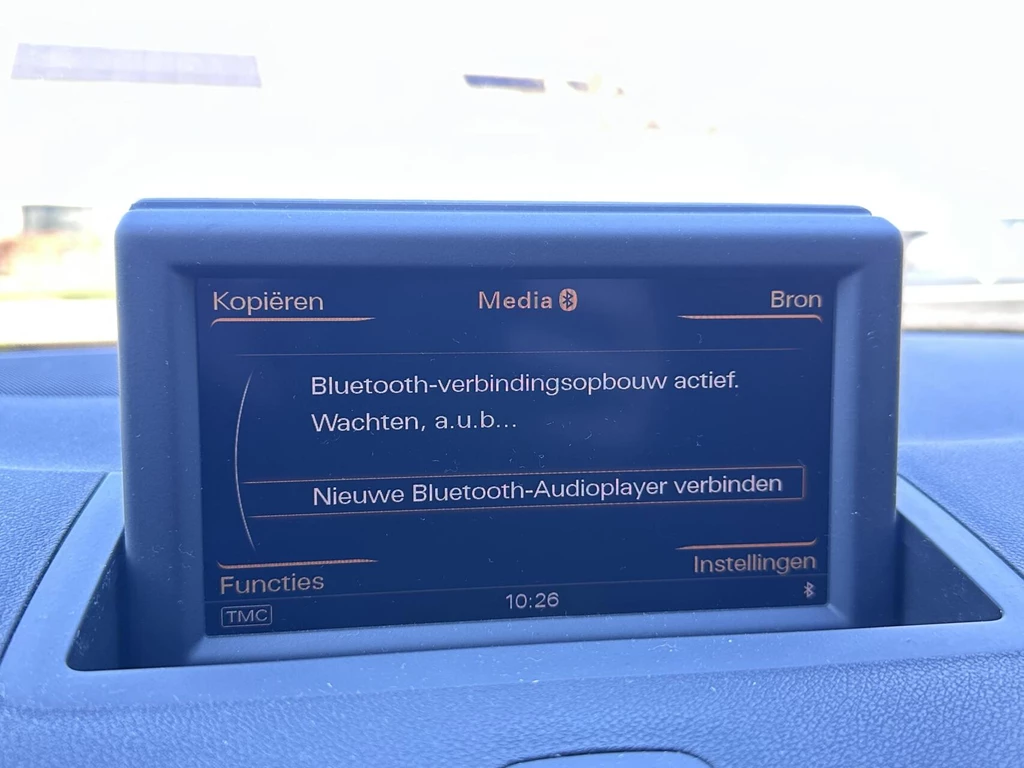 Kopiëren Media Bron
Bluetooth-verbindingsopbouw actief.
Wachten, a.u.b...
Nieuwe Bluetooth-Audioplayer verbinden
Functies Instellingen
TMC 10:26